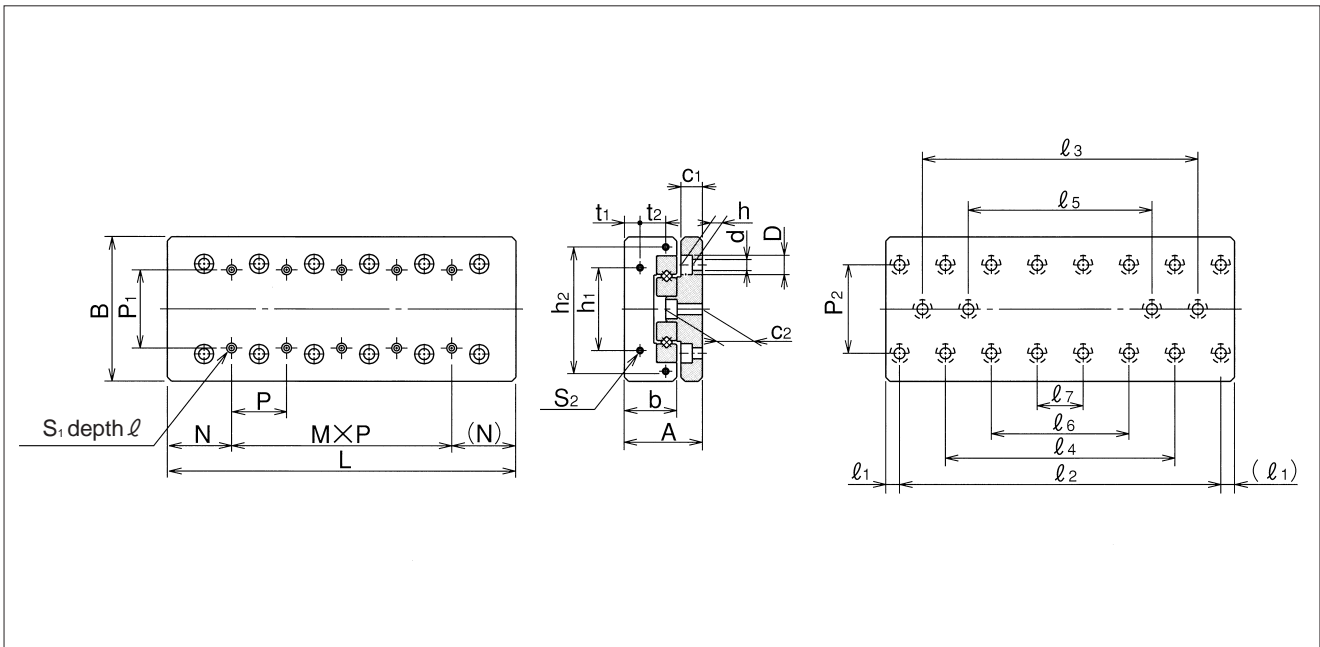 B
P1
S1 depth ℓ
P
N
M×P
(N)
L
t1
t2
c1
h
d
D
h2
h1
c2
S2
b
A
ℓ3
ℓ5
P2
ℓ7
ℓ6
ℓ4
ℓ1
ℓ2
(ℓ1)